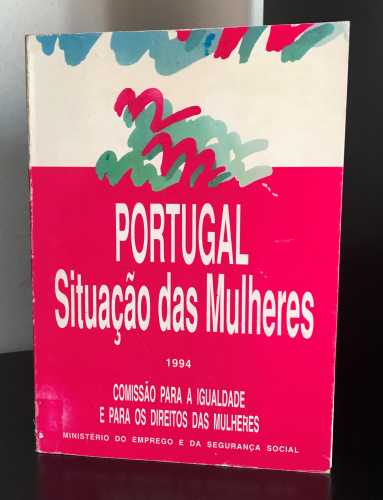 PORTUGAL
Situação das Mulheres
1994
COMISSÃO PARA A IGUALDADE
E PARA OS DIREITOS DAS MULHERES
MINISTÉRIO DO EMPREGO E DA SEGURANÇA SOCIAL